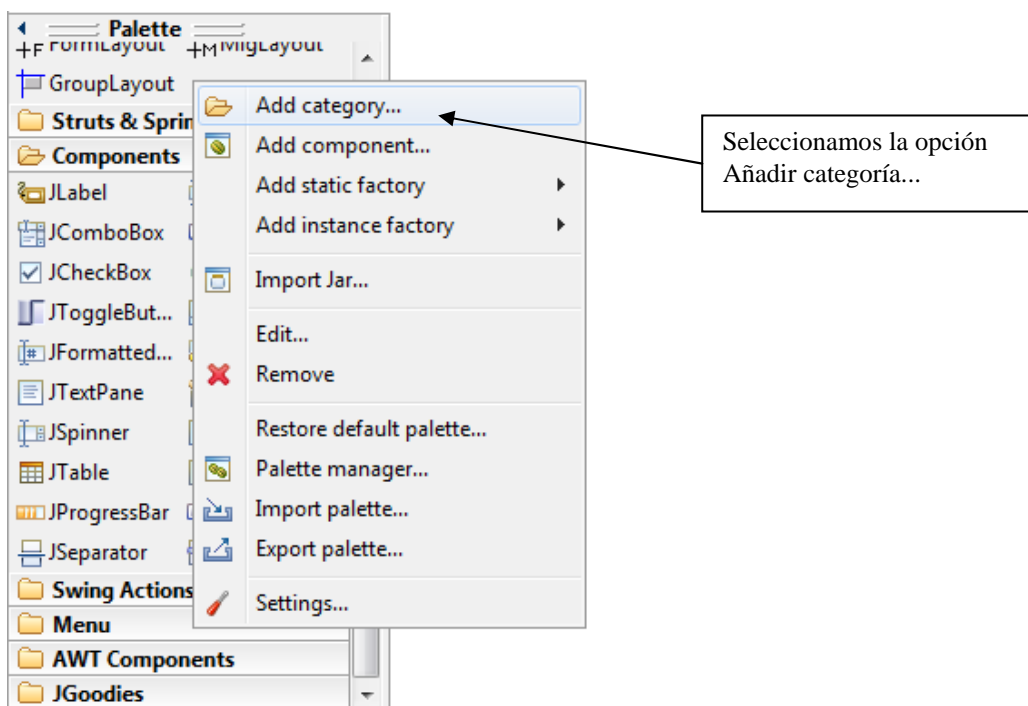 Palette
FormLayout
MigLayout
GroupLayout
Struts & Sprin
Components
JLabel
JComboBox
JCheckBox
JToggleBut...
JFormatted...
JTextPane
JSpinner
JTable
JProgressBar
JSeparator
Swing Actions
Menu
AWT Components
JGoodies
Add category...
Add component...
Add static factory
Add instance factory
Import Jar...
Edit...
Remove
Restore default palette...
Palette manager...
Import palette...
Export palette...
Settings...
Seleccionamos la opción
Añadir categoría...